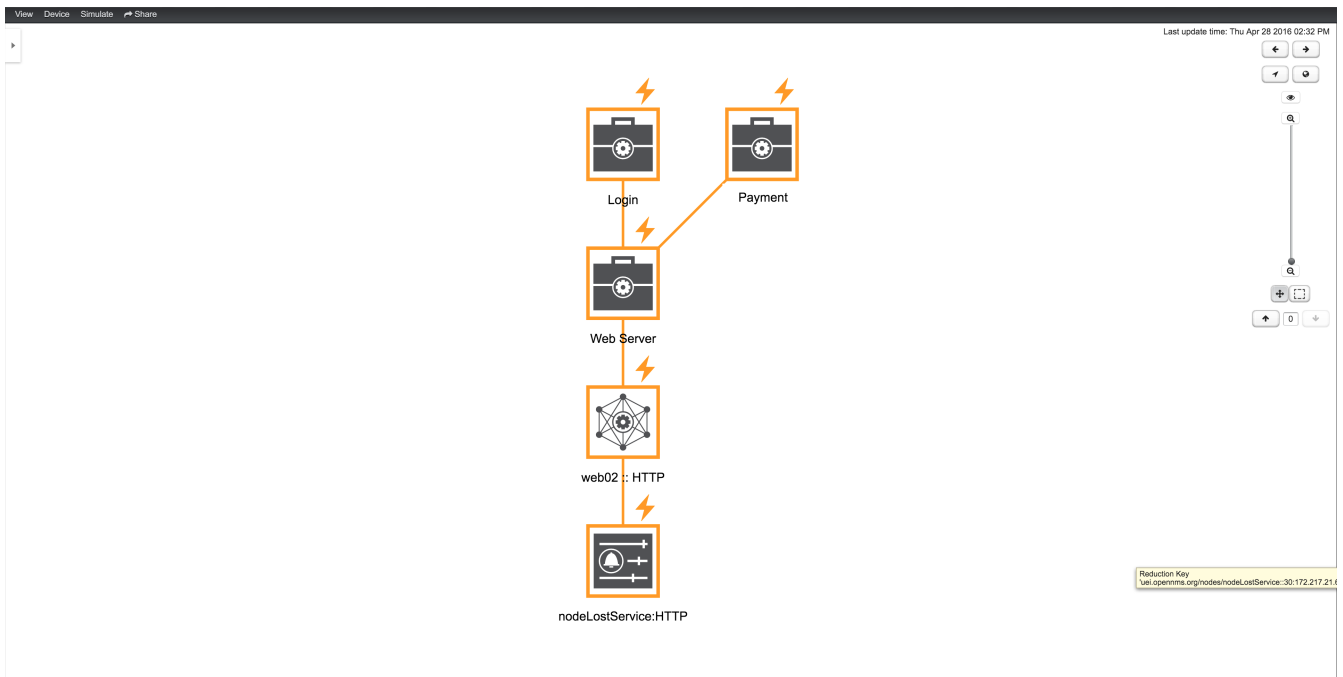 View Device Simulate Share
Last update time: Thu Apr 28 2016 02:32 PM
Login
Payment
Web Server
0
web02 :: HTTP
Reduction Key
'uei.opennms.org/nodes/nodeLostService::30:172.217.21.
nodeLostService:HTTP